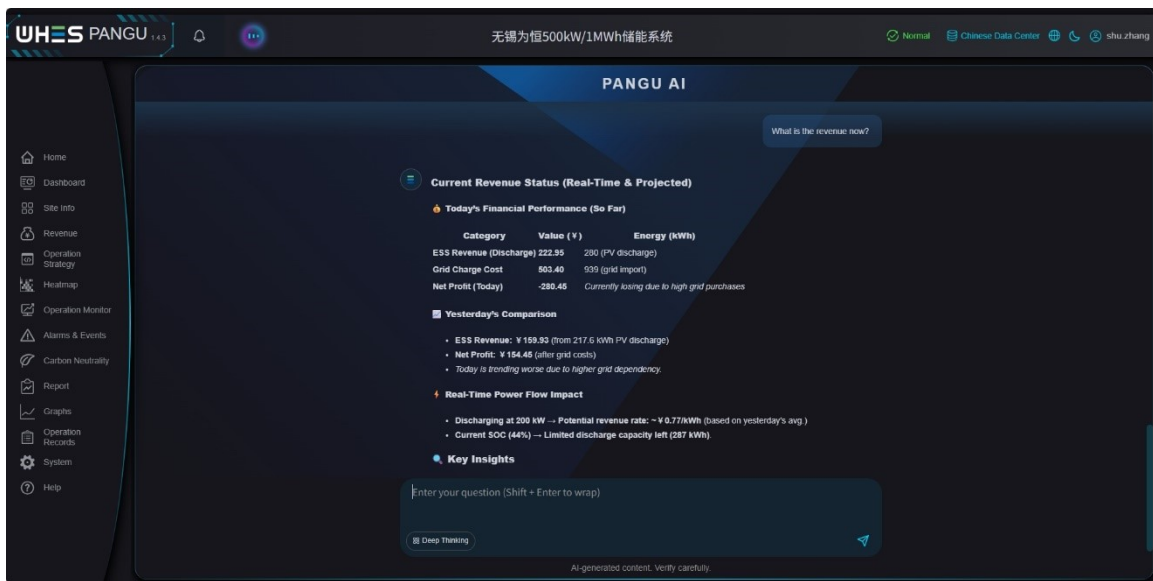 WHES PANGU 1.4.3
无锡为恒500kW/1MWh储能系统
Normal
Chinese Data Center
shu.zhang
Home
Dashboard
Site Info
Revenue
Operation
Strategy
Heatmap
Operation Monitor
Alarms & Events
Carbon Neutrality
Report
Graphs
Operation
Records
System
Help
PANGU AI
What is the revenue now?
Current Revenue Status (Real-Time & Projected)
Today's Financial Performance (So Far)
Category Value (¥) Energy (kWh)
ESS Revenue (Discharge) 222.95 280 (PV discharge)
Grid Charge Cost 503.40 939 (grid import)
Net Profit (Today) -280.45 Currently losing due to high grid purchases
Yesterday's Comparison
• ESS Revenue: ¥159.93 (from 217.6 kWh PV discharge)
• Net Profit: ¥154.45 (after grid costs)
• Today is trending worse due to higher grid dependency.
Real-Time Power Flow Impact
• Discharging at 200 kW → Potential revenue rate: ~¥0.77/kWh (based on yesterday's avg.)
• Current SOC (44%) → Limited discharge capacity left (287 kWh).
Key Insights
Enter your question (Shift + Enter to wrap)
Deep Thinking
AI-generated content. Verify carefully.